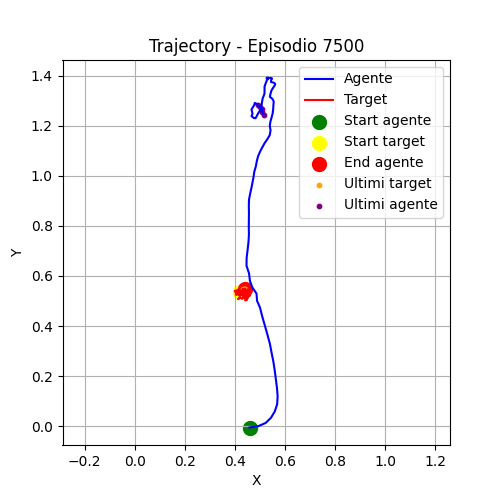 Trajectory - Episodio 7500
Agente
Target
Start agente
Start target
End agente
Ultimi target
Ultimi agente
1.4
1.2
1.0
0.8
0.6
0.4
0.2
0.0
Y
−0.2 0.0 0.2 0.4 0.6 0.8 1.0 1.2
X